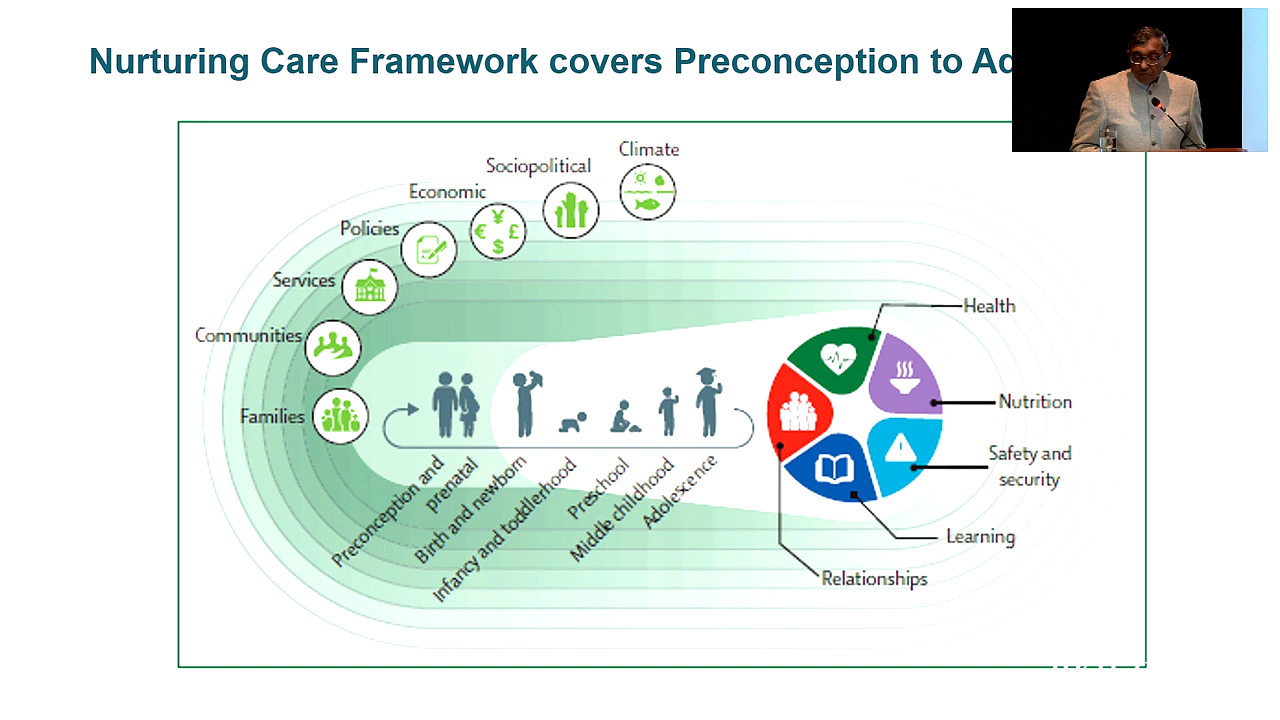 Nurturing Care Framework covers Preconception to Ad
Climate
Sociopolitical
Economic
¥
€ £
$
Policies
Services
Communities
Families
Health
Nutrition
Safety and
security
Learning
Relationships
Preconception and
prenatal
Birth and newborn
Infancy and toddlerhood
Preschool
Middle childhood
Adolescence